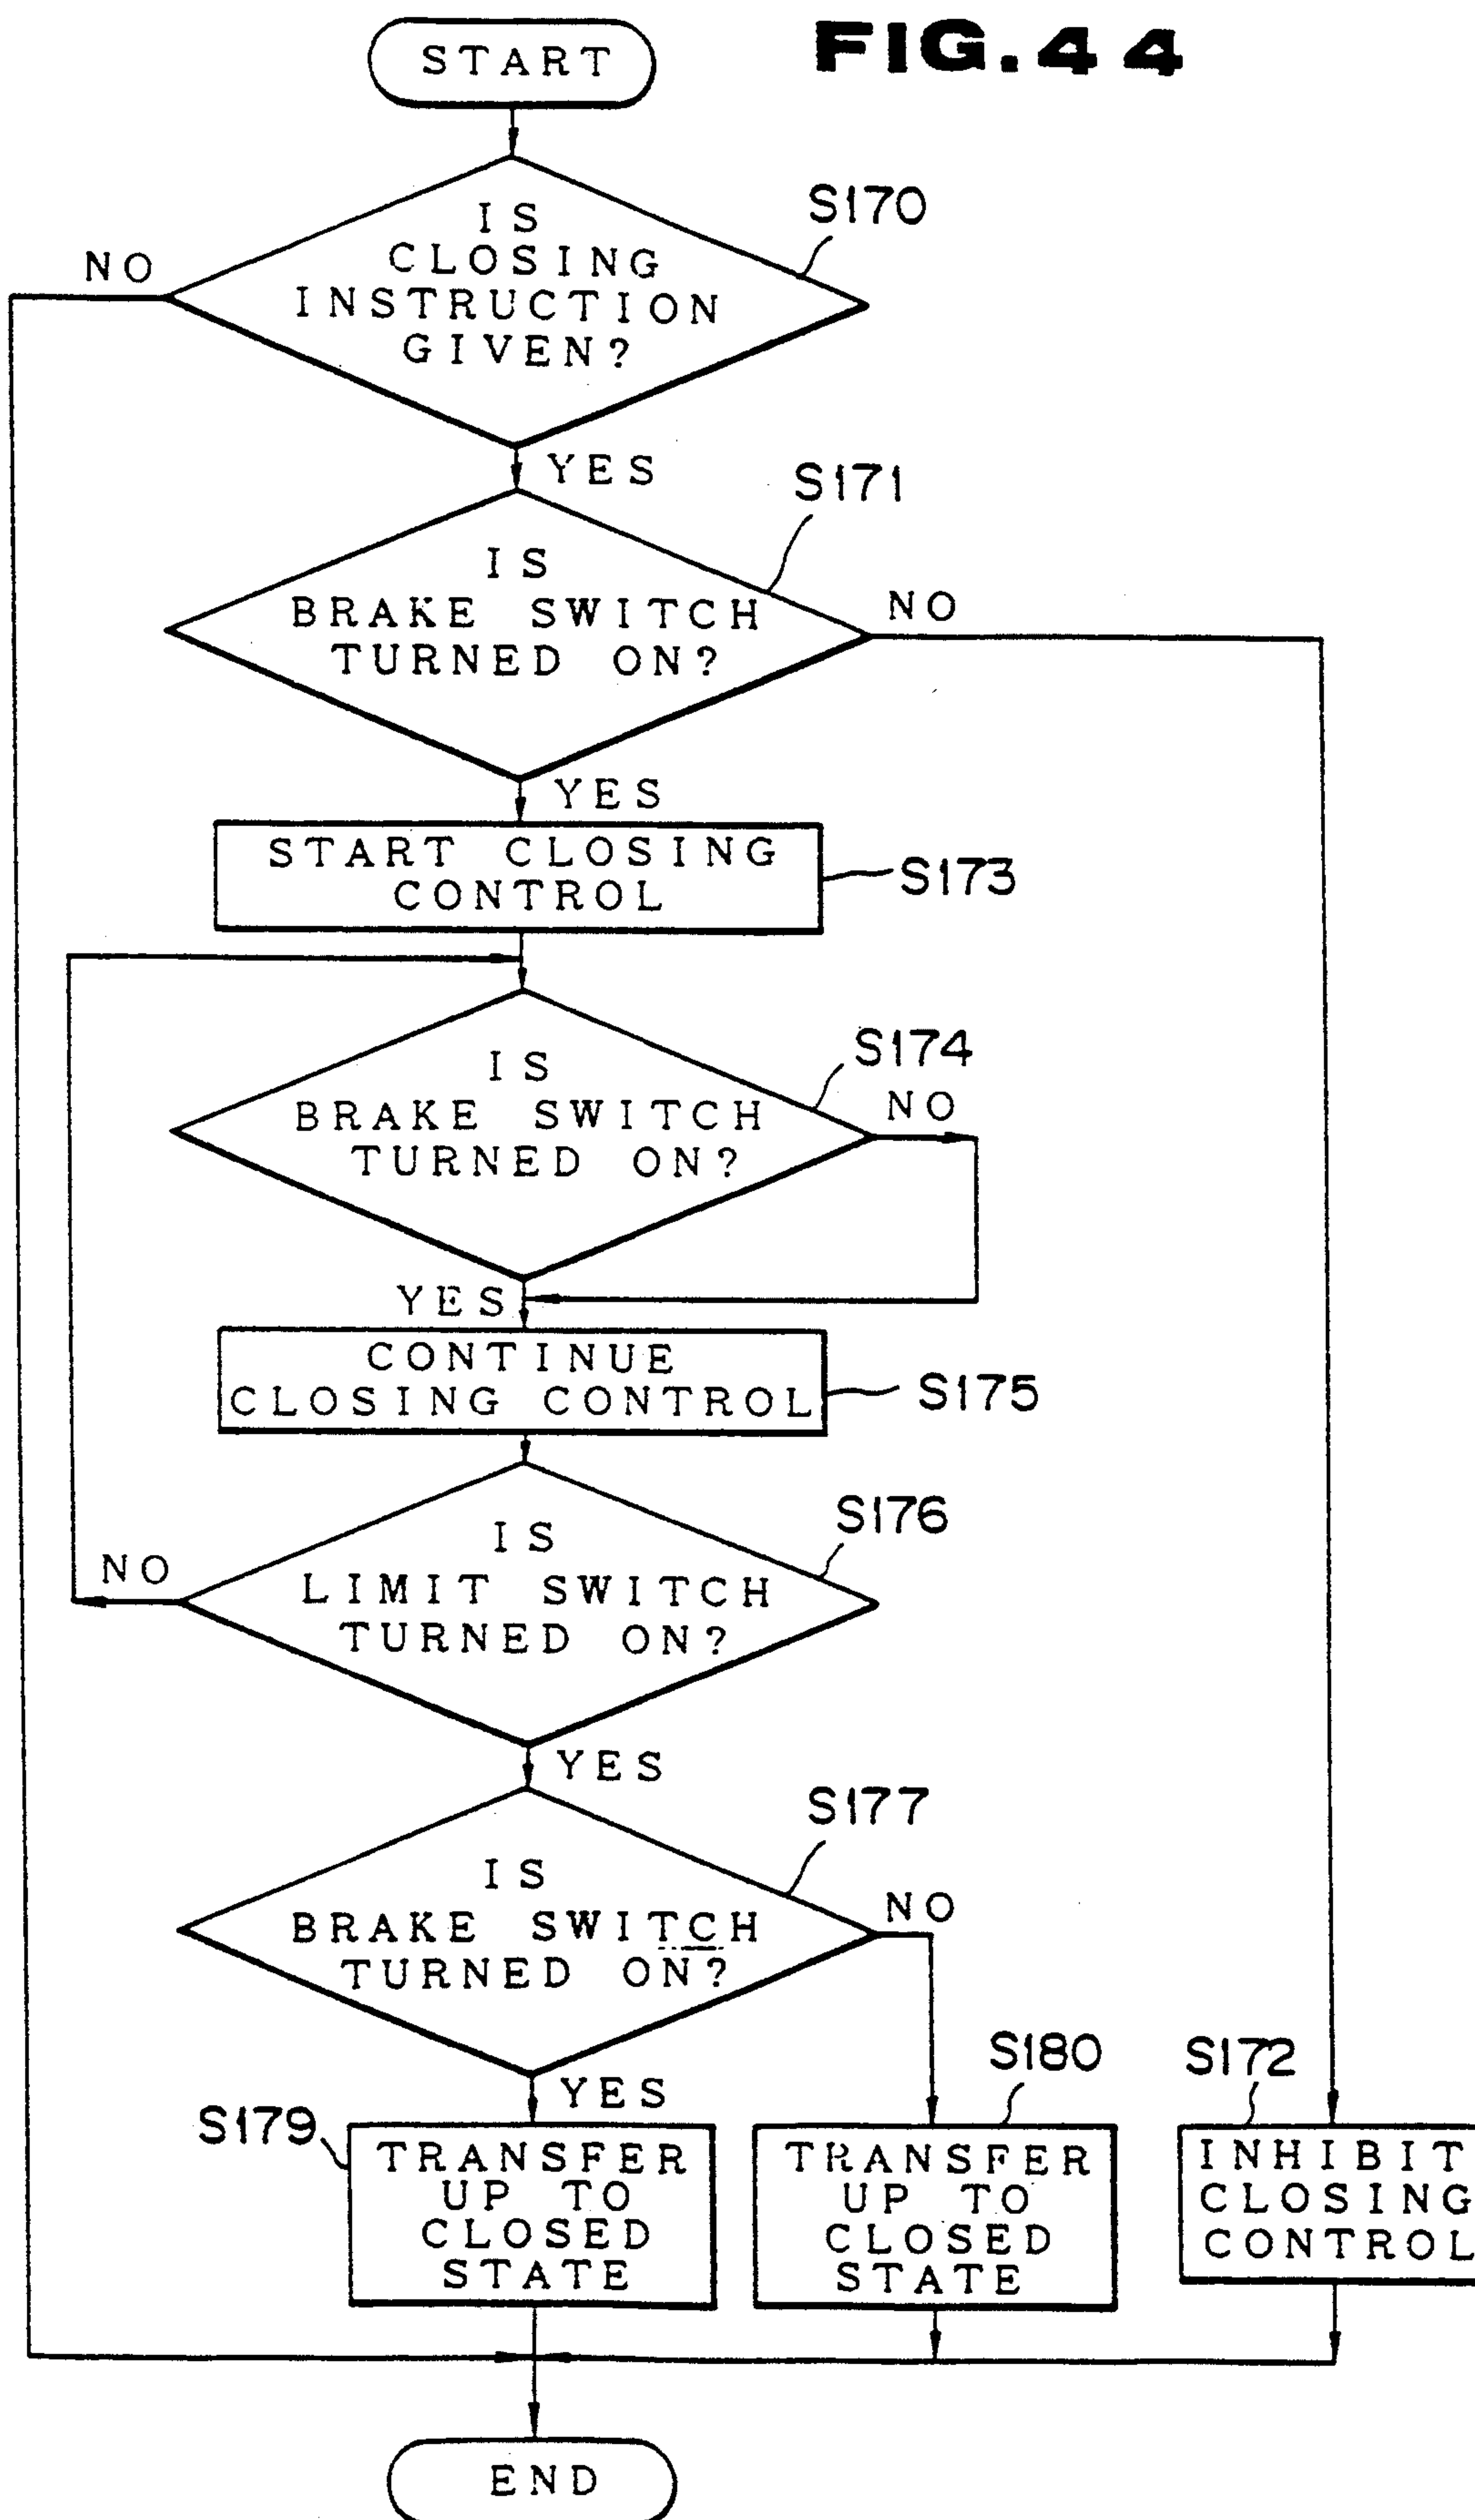 FIG.44
START
S170
IS
CLOSING
INSTRUCTION
GIVEN?
NO
YES
S171
IS
BRAKE SWITCH
TURNED ON?
NO
YES
START CLOSING
CONTROL
S173
S174
IS
BRAKE SWITCH
TURNED ON?
NO
YES
CONTINUE
CLOSING CONTROL
S175
S176
IS
LIMIT SWITCH
TURNED ON?
NO
YES
S177
IS
BRAKE SWITCH
TURNED ON?
NO
YES
S179
TRANSFER
UP TO
CLOSED
STATE
S180
TRANSFER
UP TO
CLOSED
STATE
S172
INHIBIT
CLOSING
CONTROL
END